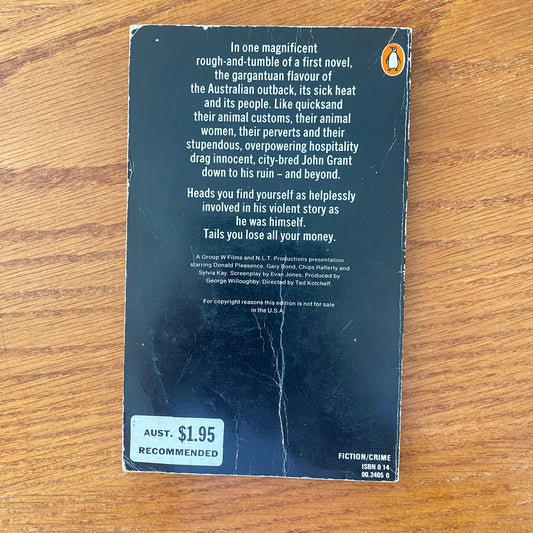 In one magnificent
rough-and-tumble of a first novel,
the gargantuan flavour of
the Australian outback, its sick heat
and its people. Like quicksand
their animal customs, their animal
women, their perverts and their
stupendous, overpowering hospitality
drag innocent, city-bred John Grant
down to his ruin – and beyond.
Heads you find yourself as helplessly
involved in his violent story as
he was himself.
Tails you lose all your money.
A Group W Films and N.L.T. Productions presentation
starring Donald Pleasence, Gary Bond, Chips Rafferty and
Sylvia Kay. Screenplay by Evan Jones. Produced by
George Willoughby. Directed by Ted Kotcheff.
For copyright reasons this edition is not for sale
in the U.S.A.
AUST. $1.95
RECOMMENDED
FICTION/CRIME
ISBN 0 14
00.2405 0